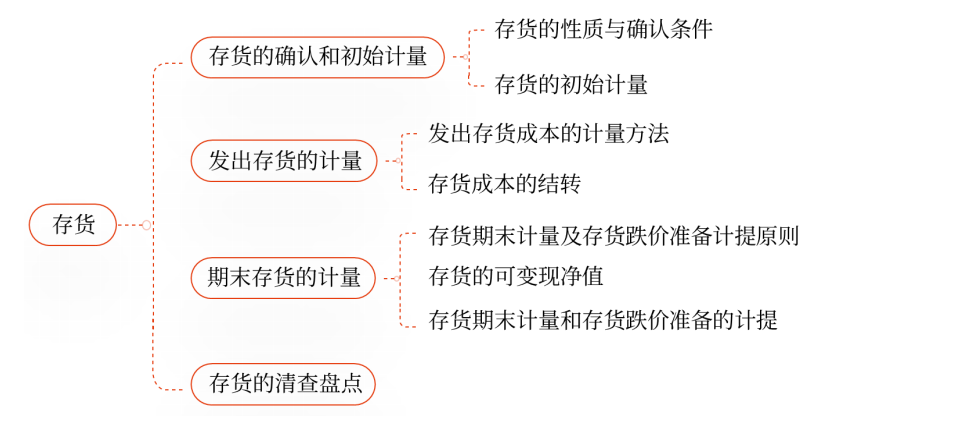 存货
存货的确认和初始计量
存货的性质与确认条件
存货的初始计量
发出存货的计量
发出存货成本的计量方法
存货成本的结转
期末存货的计量
存货期末计量及存货跌价准备计提原则
存货的可变现净值
存货期末计量和存货跌价准备的计提
存货的清查盘点